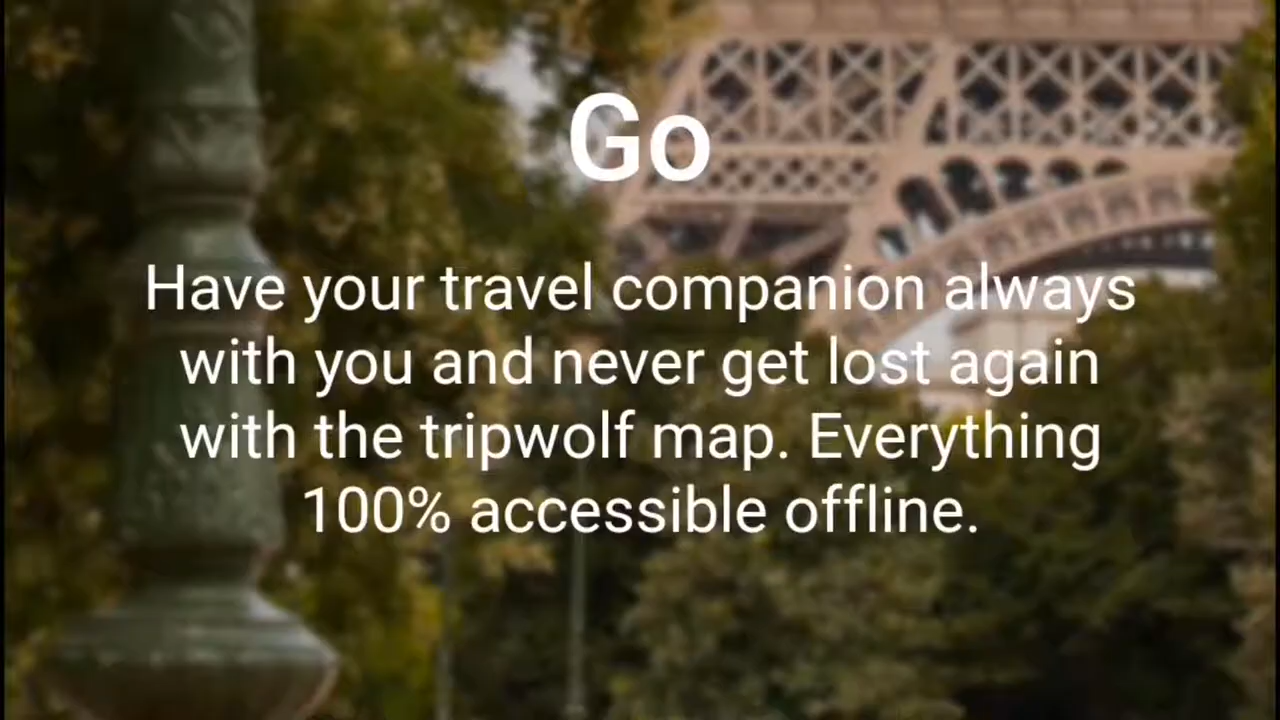 Go
Have your travel companion always
with you and never get lost again
with the tripwolf map. Everything
100% accessible offline.